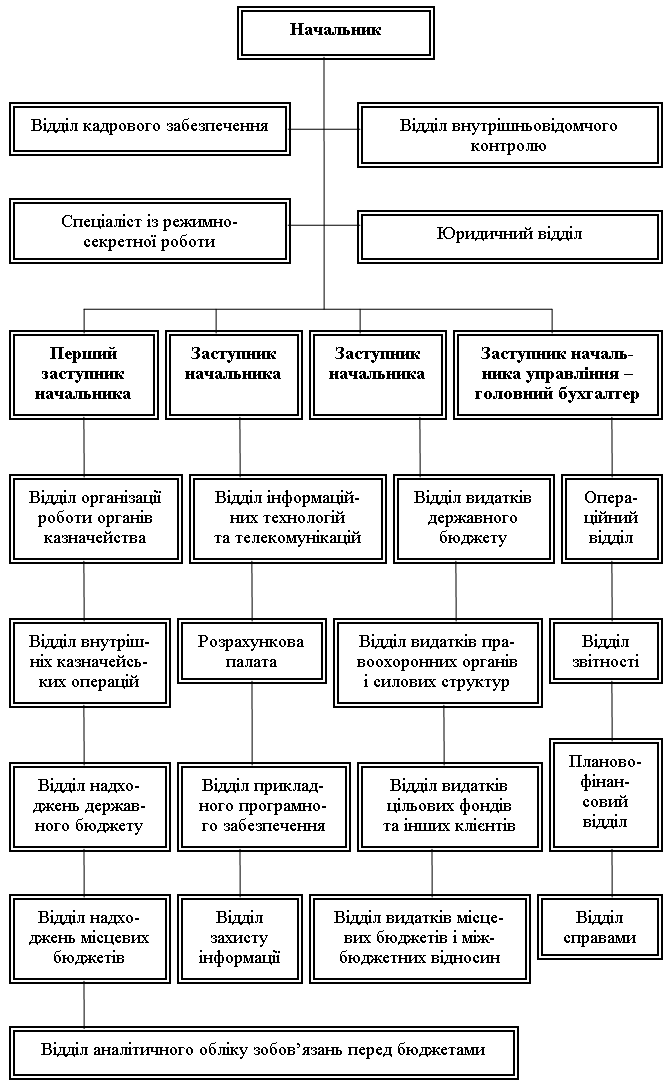 Начальник
Відділ кадрового забезпечення
Відділ внутрішньовідомчого
контролю
Спеціаліст із режимно-
секретної роботи
Юридичний відділ
Перший
заступник
начальника
Заступник
начальника
Заступник
начальника
Заступник началь-
ника управління –
головний бухгалтер
Відділ організації
роботи органів
казначейства
Відділ інформацій-
них технологій
та телекомунікацій
Відділ видатків
державного
бюджету
Опера-
ційний
відділ
Відділ внутріш-
ніх казначейсь-
ких операцій
Розрахункова
палата
Відділ видатків пра-
воохоронних органів
і силових структур
Відділ
звітності
Відділ надхо-
джень держав-
ного бюджету
Відділ приклад-
ного програмно-
го забезпечення
Відділ видатків
цільових фондів
та інших клієнтів
Планово-
фінан-
совий
відділ
Відділ надхо-
джень місцевих
бюджетів
Відділ
захисту
інформації
Відділ видатків місце-
вих бюджетів і між-
бюджетних відносин
Відділ
справами
Відділ аналітичного обліку зобов’язань перед бюджетами